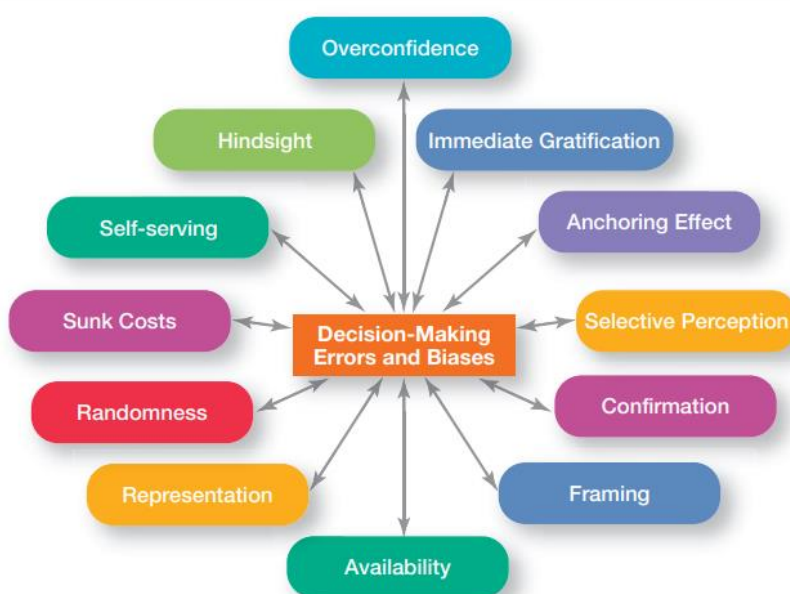 Overconfidence
Hindsight
Immediate Gratification
Self-serving
Anchoring Effect
Sunk Costs
Decision-Making
Errors and Biases
Selective Perception
Randomness
Confirmation
Representation
Framing
Availability